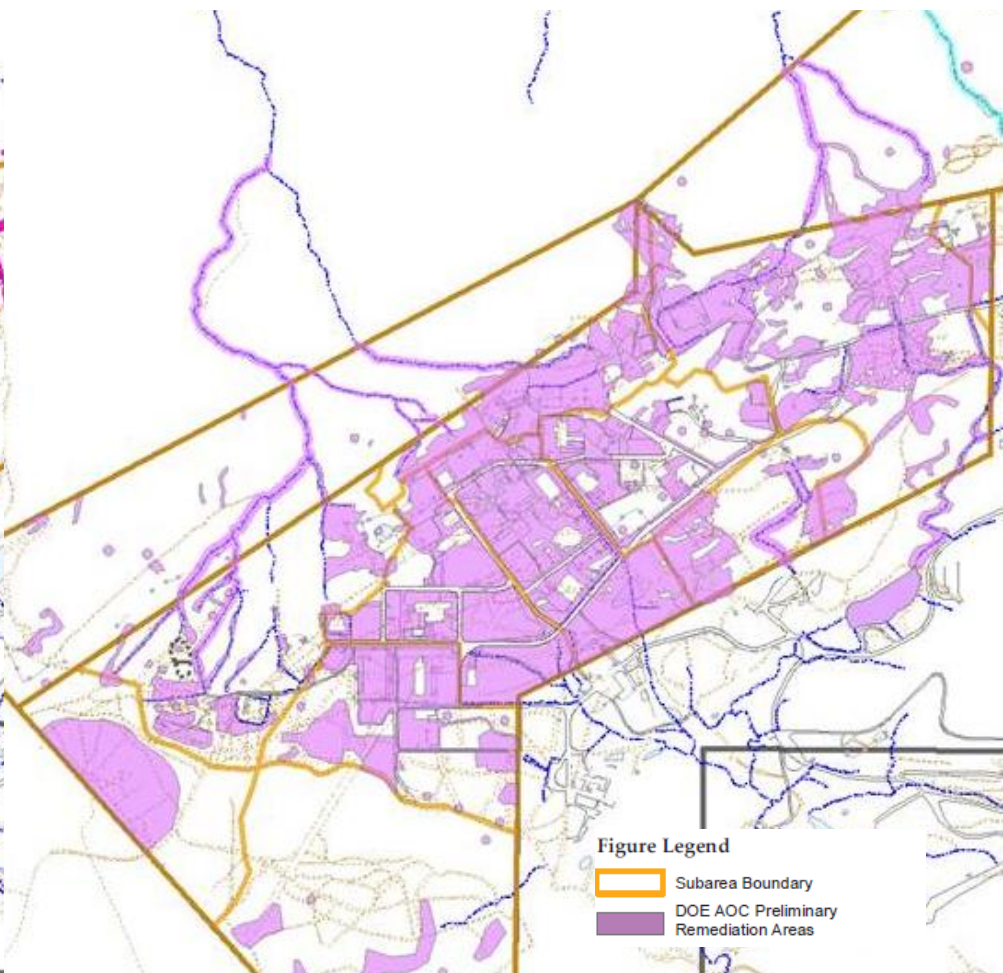 Figure Legend
Subarea Boundary
DOE AOC Preliminary
Remediation Areas